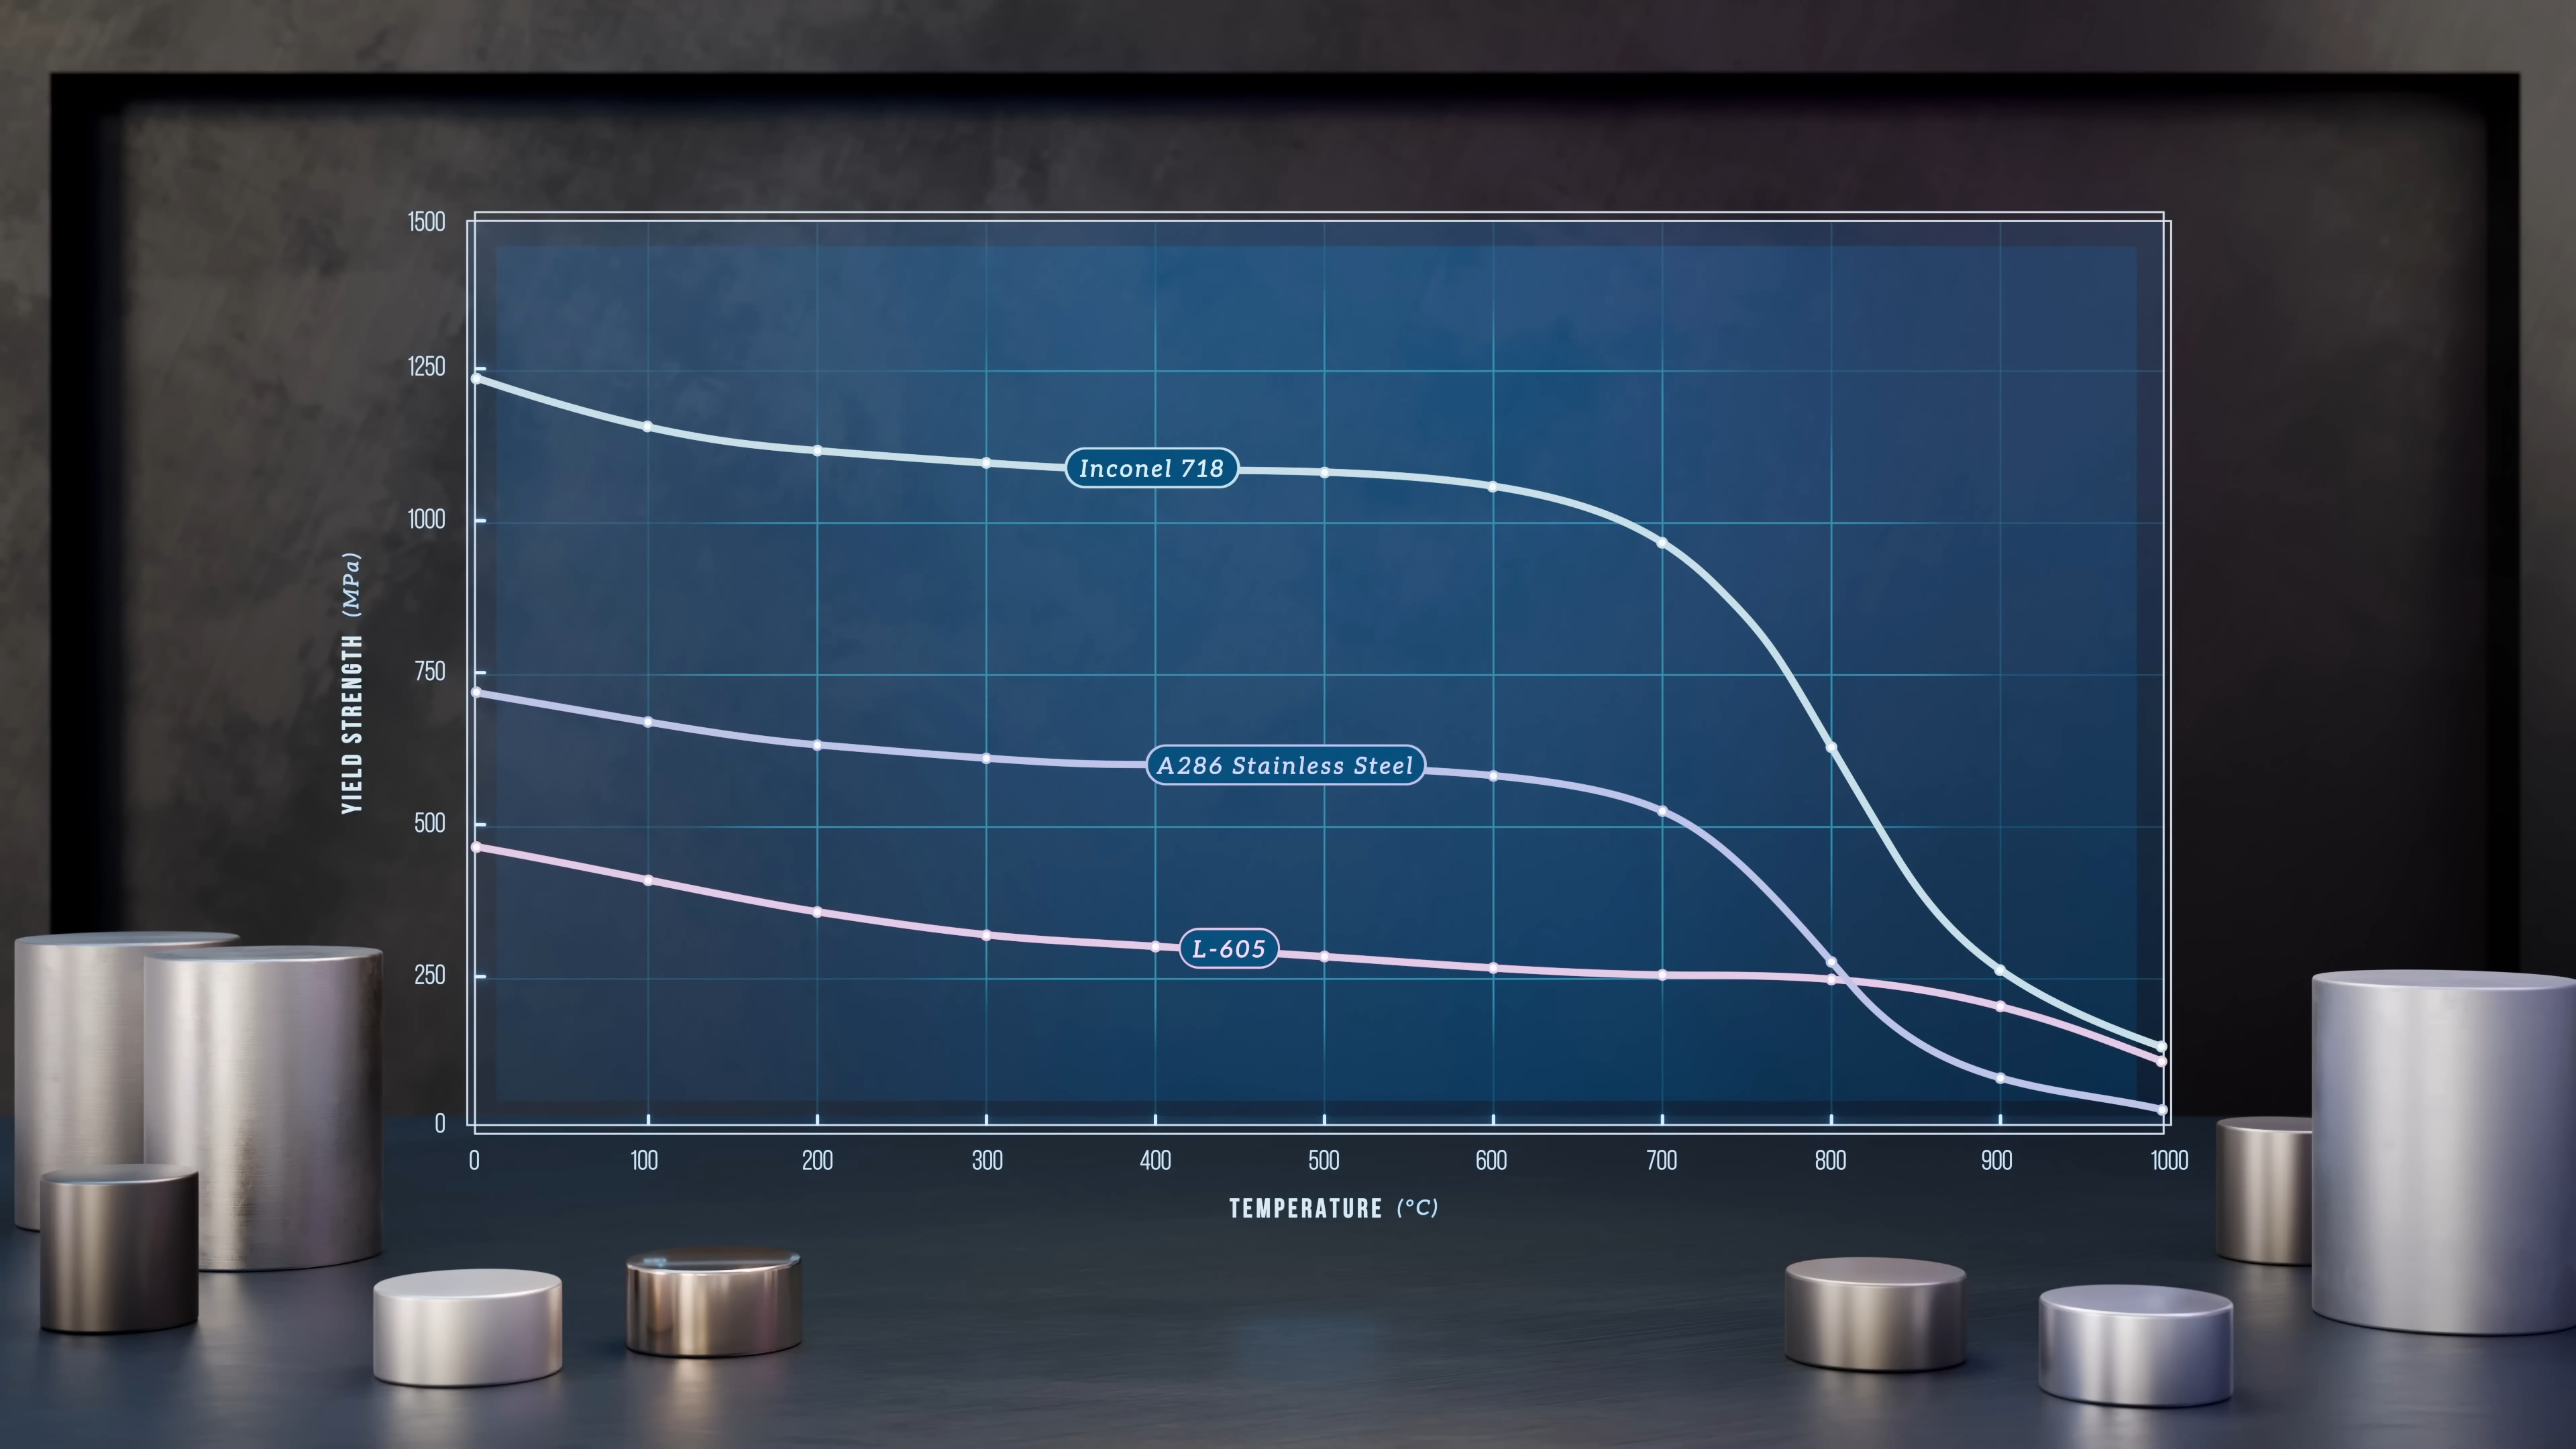 1500
1250
1000
750
500
250
0
YIELD STRENGTH (MPa)
Inconel 718
A286 Stainless Steel
L-605
0 100 200 300 400 500 600 700 800 900 1000
TEMPERATURE (°C)